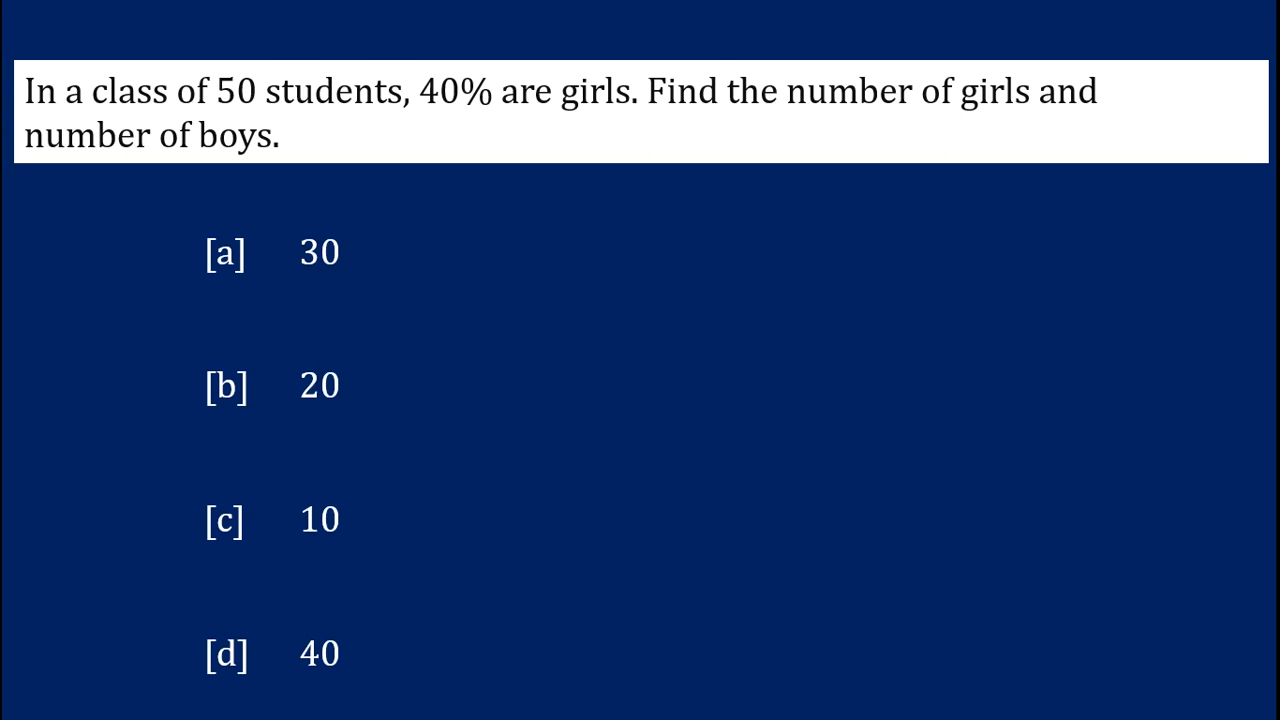 In a class of 50 students, 40% are girls. Find the number of girls and
number of boys.
[a] 30
[b] 20
[c] 10
[d] 40